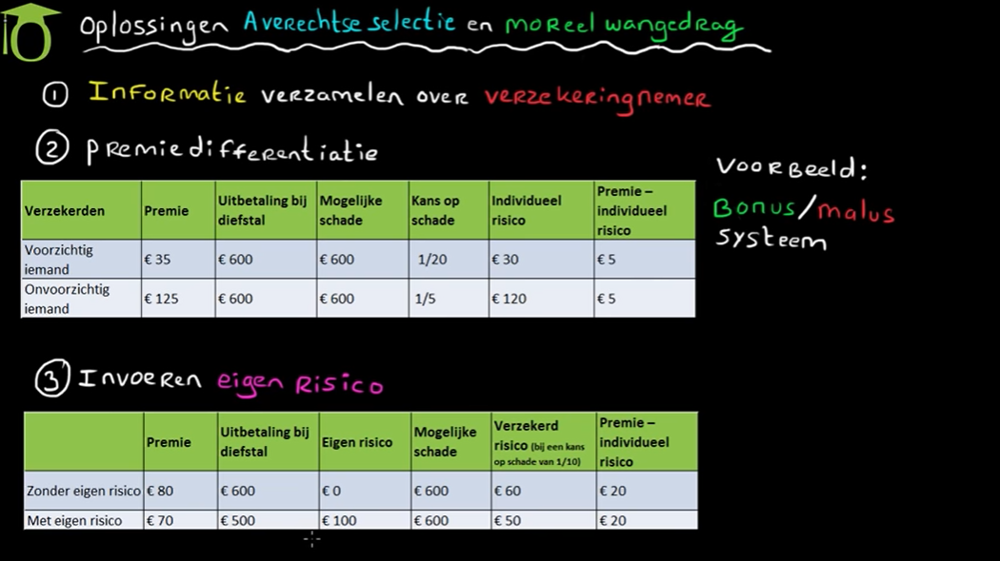 Oplossingen Averechtse selectie en moreel wangedrag
① Informatie verzamelen over verzekeringnemer
② Premiedifferentiatie
Verzekerden Premie Uitbetaling bij diefstal Mogelijke schade Kans op schade Individueel risico Premie – individueel risico
Voorzichtig iemand € 35 € 600 € 600 1/20 € 30 € 5
Onvoorzichtig iemand € 125 € 600 € 600 1/5 € 120 € 5
Voorbeeld:
Bonus/malus
systeem
③ Invoeren eigen risico
Premie Uitbetaling bij diefstal Eigen risico Mogelijke schade Verzekerd risico (bij een kans op schade van 1/10) Premie – individueel risico
Zonder eigen risico € 80 € 600 € 0 € 600 € 60 € 20
Met eigen risico € 70 € 500 € 100 € 600 € 50 € 20